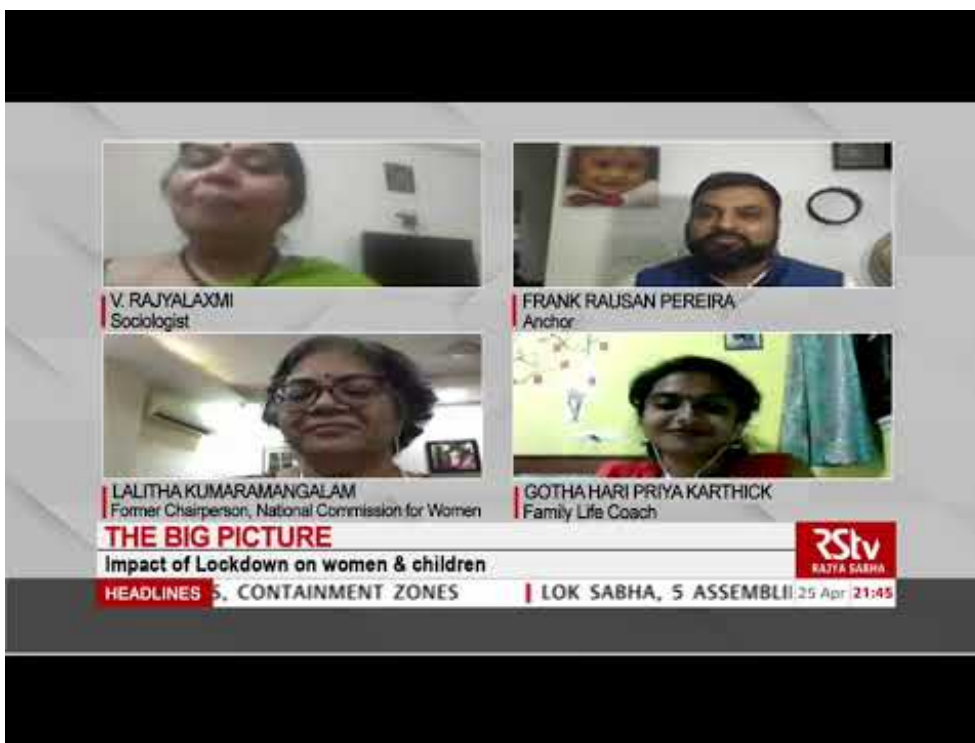 V. RAJYALAXMI
Sociologist
FRANK RAUSAN PEREIRA
Anchor
LALITHA KUMARAMANGALAM
Former Chairperson, National Commission for Women
GOTHA HARI PRIYA KARTHICK
Family Life Coach
THE BIG PICTURE
Impact of Lockdown on women & children
RStv
RAJYA SABHA
HEADLINES S, CONTAINMENT ZONES | LOK SABHA, 5 ASSEMBLI 25 Apr 21:45